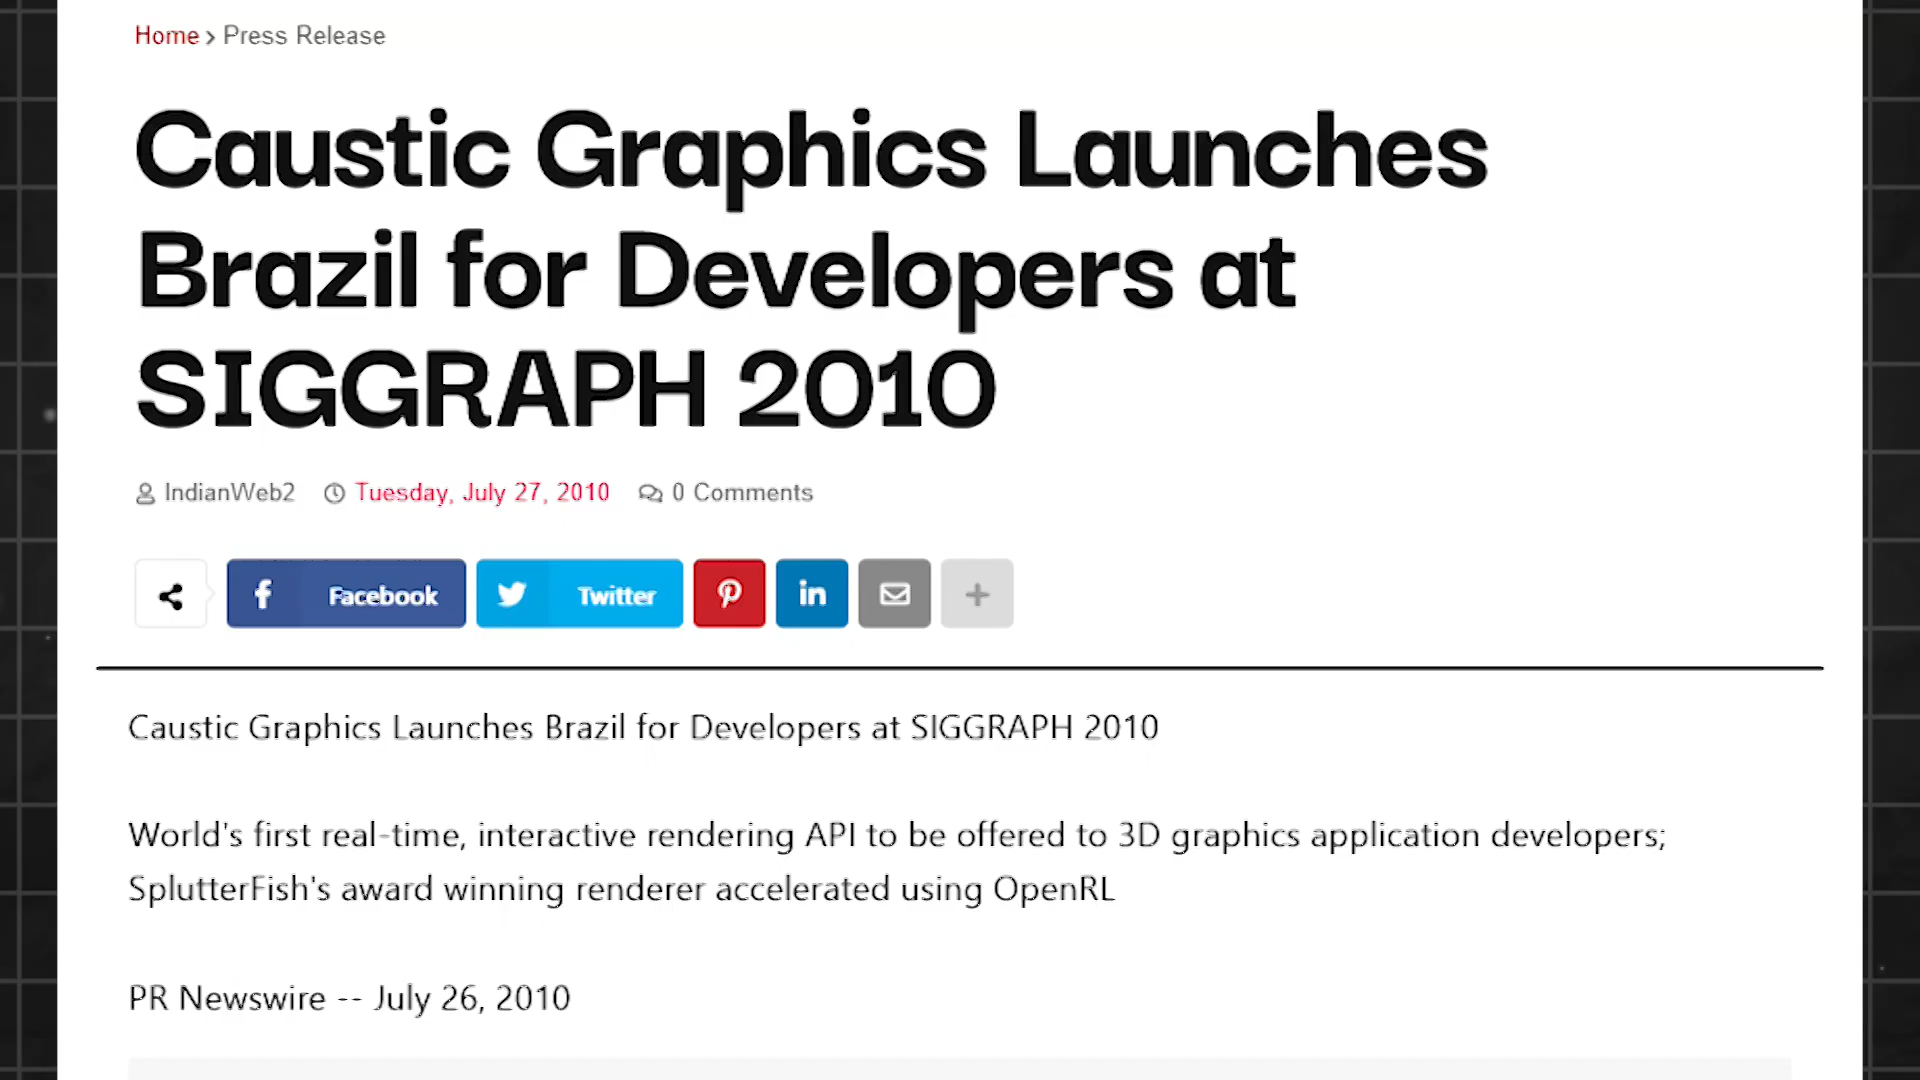 Home > Press Release
Caustic Graphics Launches
Brazil for Developers at
SIGGRAPH 2010
IndianWeb2 Tuesday, July 27, 2010 0 Comments
Facebook Twitter
Caustic Graphics Launches Brazil for Developers at SIGGRAPH 2010
World's first real-time, interactive rendering API to be offered to 3D graphics application developers;
SplutterFish's award winning renderer accelerated using OpenRL
PR Newswire -- July 26, 2010